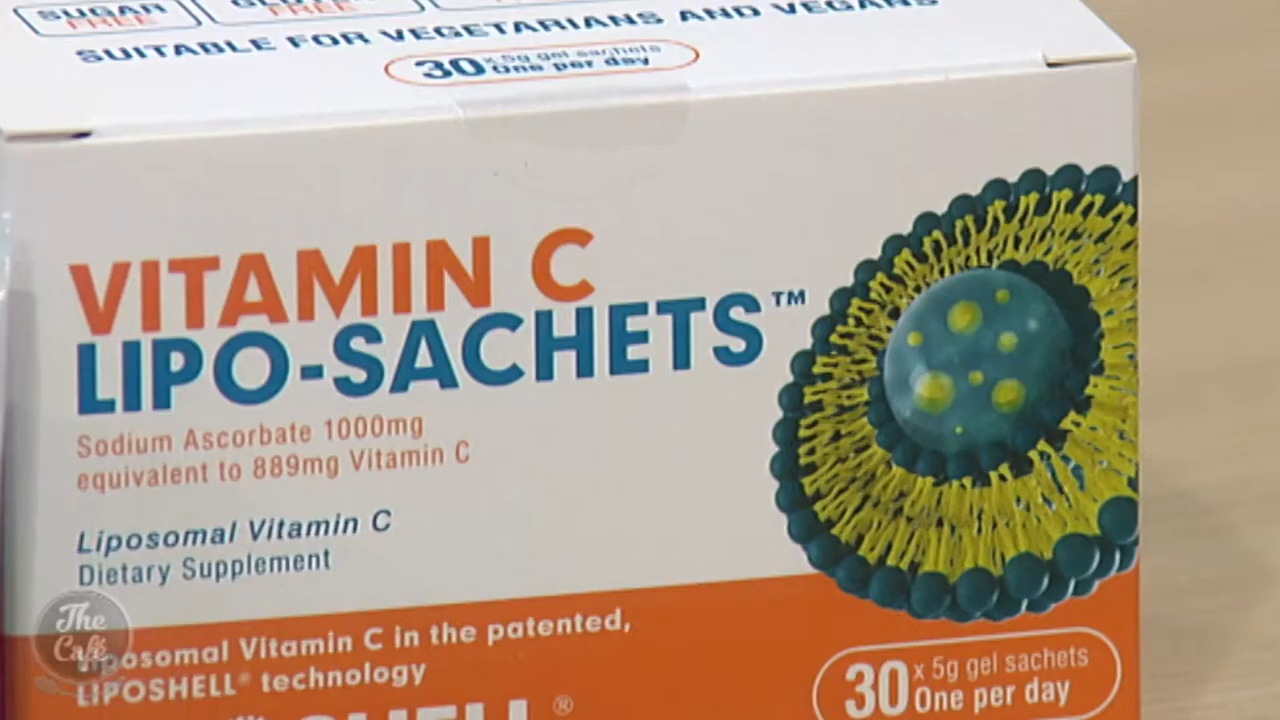 SUGAR
FREE
FREE
SUITABLE FOR VEGETARIANS AND VEGANS
30 x 5g gel sachets
One per day
VITAMIN C
LIPO-SACHETS™
Sodium Ascorbate 1000mg
equivalent to 889mg Vitamin C
Liposomal Vitamin C
Dietary Supplement
Liposomal Vitamin C in the patented,
LIPOSHELL® technology
30 x 5g gel sachets
One per day
The
Café
®